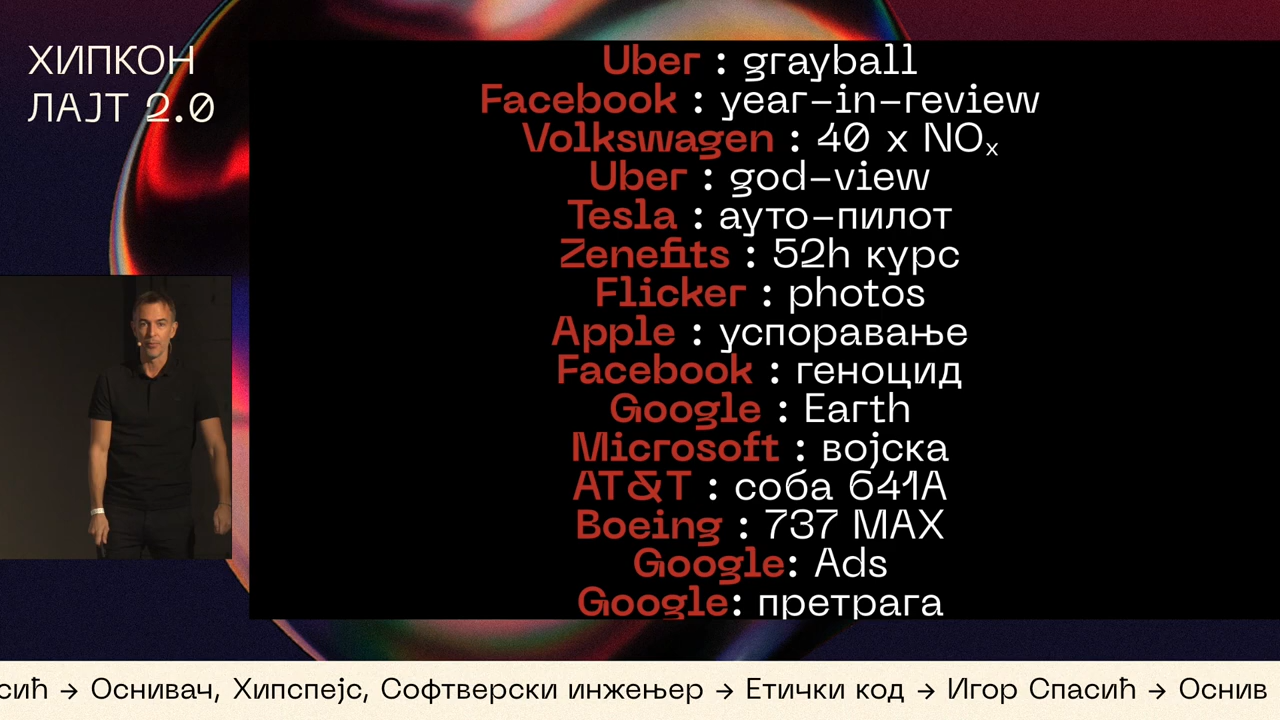 ХИПКОН
ЛАЈТ 2.0
Uber : grayball
Facebook : year-in-review
Volkswagen : 40 x NOₓ
Uber : god-view
Tesla : ауто-пилот
Zenefits : 52h курс
Flicker : photos
Apple : успоравање
Facebook : геноцид
Google : Earth
Microsoft : војска
AT&T : соба 641A
Boeing : 737 MAX
Google: Ads
Google: претрага
сић → Оснивач, Хипспејс, Софтверски инжењер → Етички код → Игор Спасић → Оснив